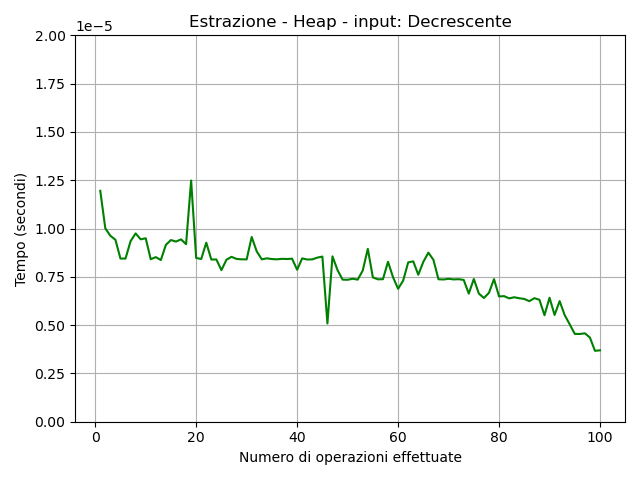 Estrazione - Heap - input: Decrescente
1e−5
2.00
1.75
1.50
1.25
1.00
0.75
0.50
0.25
0.00
Tempo (secondi)
0 20 40 60 80 100
Numero di operazioni effettuate